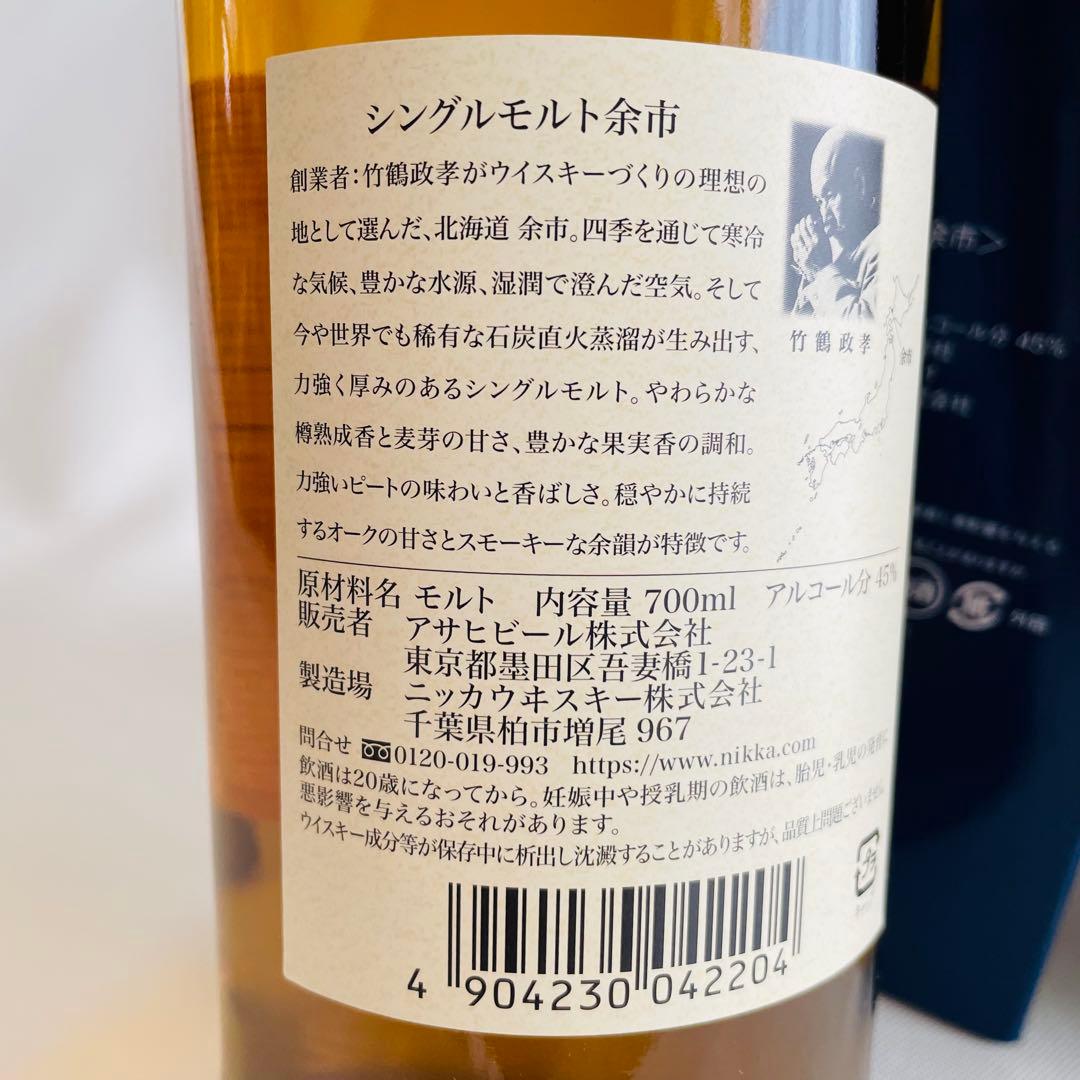 シングルモルト余市
創業者：竹鶴政孝がウイスキーづくりの理想の
地として選んだ、北海道 余市。四季を通じて寒冷
な気候、豊かな水源、湿潤で澄んだ空気。そして
今や世界でも稀有な石炭直火蒸溜が生み出す、
力強く厚みのあるシングルモルト。やわらかな
樽熟成香と麦芽の甘さ、豊かな果実香の調和。
力強いピートの味わいと香ばしさ。穏やかに持続
するオークの甘さとスモーキーな余韻が特徴です。
竹鶴政孝
余市
原材料名 モルト 内容量 700ml アルコール分 45%
販売者 アサヒビール株式会社
東京都墨田区吾妻橋1-23-1
製造場 ニッカウヰスキー株式会社
千葉県柏市増尾 967
問合せ 0120-019-993 https://www.nikka.com
飲酒は20歳になってから。妊娠中や授乳期の飲酒は、胎児・乳児の発育に
悪影響を与えるおそれがあります。
ウイスキー成分等が保存中に析出し沈澱することがありますが、品質上問題ございません。
4 904230 042204
余市＞
コール分 45%
会社
外箱